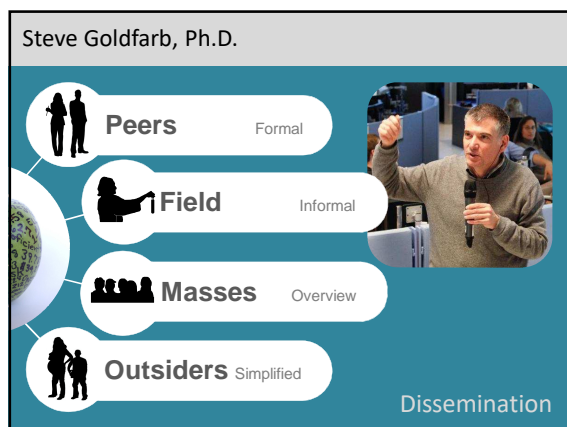 Steve Goldfarb, Ph.D.
Peers Formal
Field Informal
Masses Overview
Outsiders Simplified
Dissemination